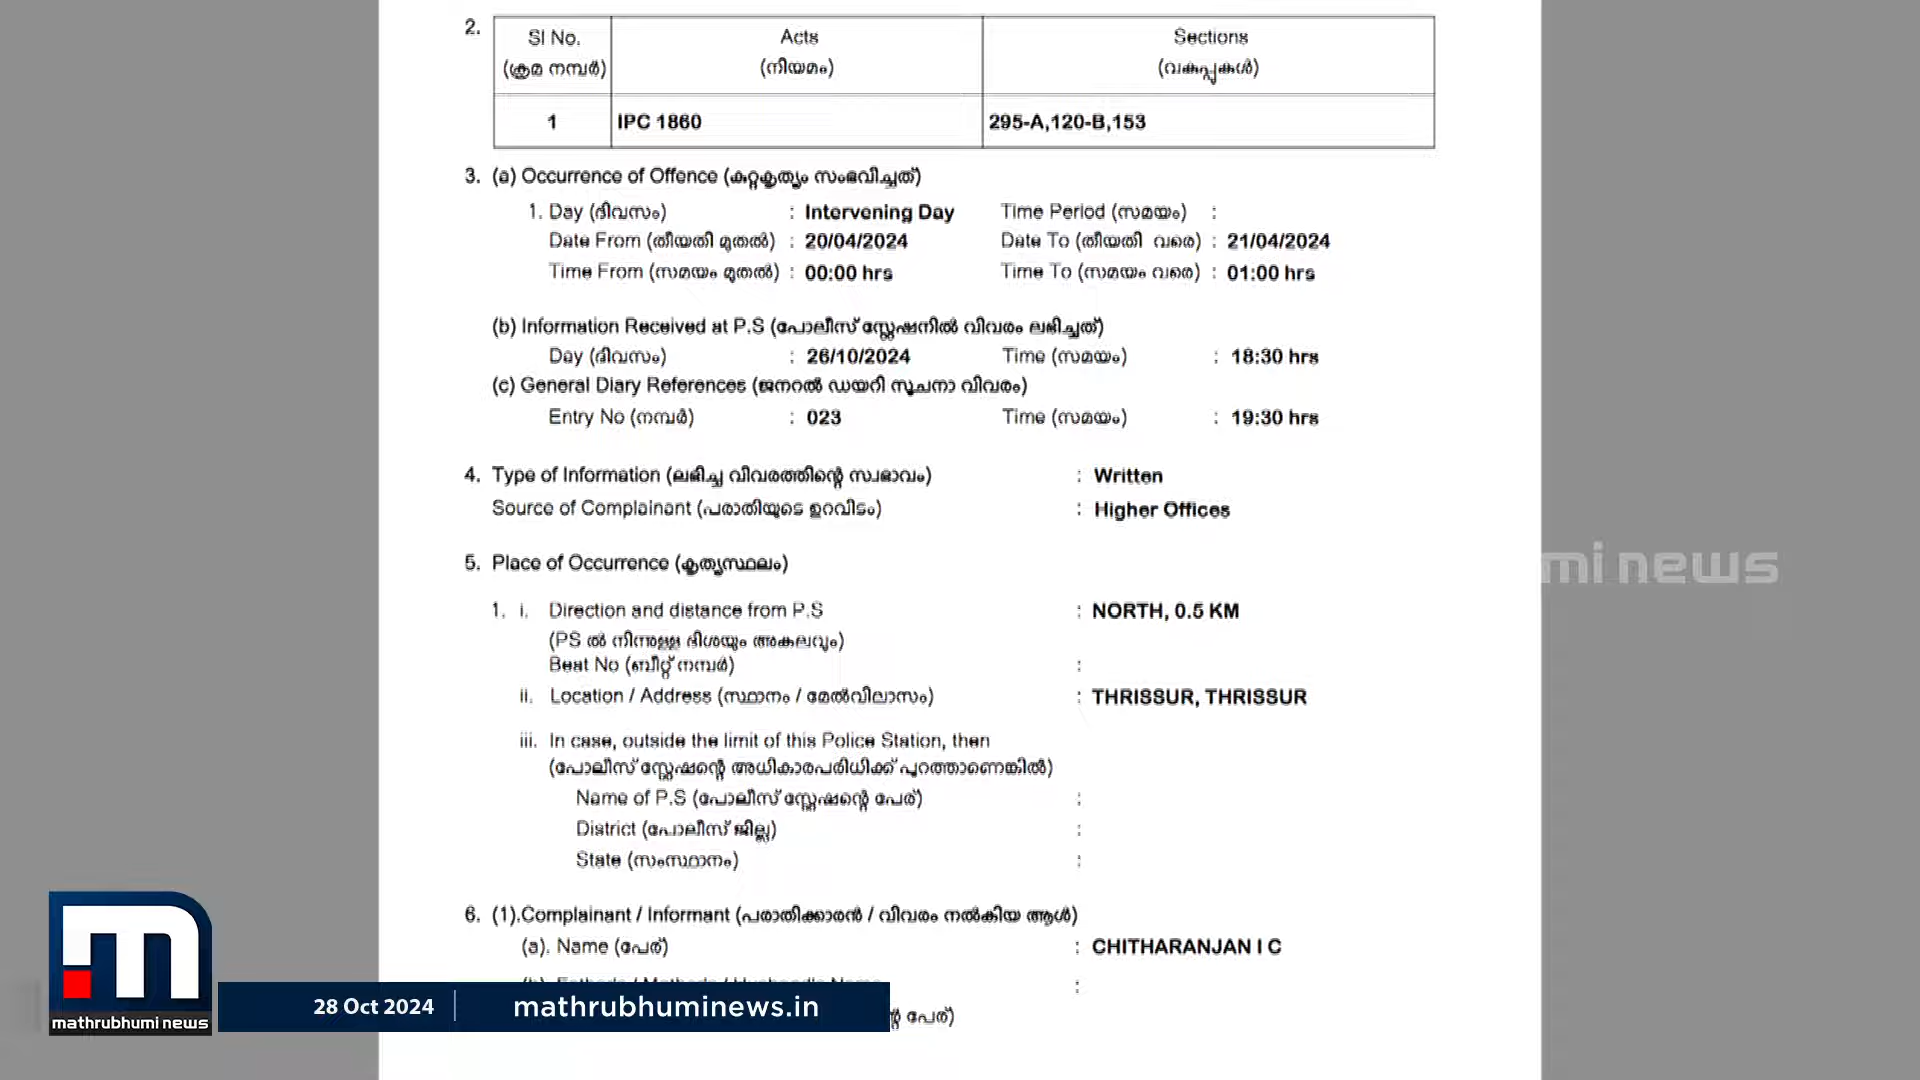 2. Sl No. Acts Sections
(ക്രമ നമ്പർ) (നിയമം) (വകുപ്പുകൾ)
1 IPC 1860 295-A,120-B,153
3. (a) Occurrence of Offence (കുറ്റകൃത്യം സംഭവിച്ചത്)
1. Day (ദിവസം) : Intervening Day Time Period (സമയം) :
Date From (തീയതി മുതൽ) : 20/04/2024 Date To (തീയതി വരെ) : 21/04/2024
Time From (സമയം മുതൽ) : 00:00 hrs Time To (സമയം വരെ) : 01:00 hrs
(b) Information Received at P.S (പോലീസ് സ്റ്റേഷനിൽ വിവരം ലഭിച്ചത്)
Day (ദിവസം) : 26/10/2024 Time (സമയം) : 18:30 hrs
(c) General Diary References (ജനറൽ ഡയറി സൂചനാ വിവരം)
Entry No (നമ്പർ) : 023 Time (സമയം) : 19:30 hrs
4. Type of Information (ലഭിച്ച വിവരത്തിന്റെ സ്വഭാവം) : Written
Source of Complainant (പരാതിയുടെ ഉറവിടം) : Higher Offices
5. Place of Occurrence (കൃത്യസ്ഥലം)
1. i. Direction and distance from P.S : NORTH, 0.5 KM
(PS ൽ നിന്നുള്ള ദിശയും അകലവും)
Beat No (ബീറ്റ് നമ്പർ) :
ii. Location / Address (സ്ഥാനം / മേൽവിലാസം) : THRISSUR, THRISSUR
iii. In case, outside the limit of this Police Station, then
(പോലീസ് സ്റ്റേഷന്റെ അധികാരപരിധിക്ക് പുറത്താണെങ്കിൽ)
Name of P.S (പോലീസ് സ്റ്റേഷന്റെ പേര്) :
District (പോലീസ് ജില്ല) :
State (സംസ്ഥാനം) :
6. (1).Complainant / Informant (പരാതിക്കാരൻ / വിവരം നൽകിയ ആൾ)
(a). Name (പേര്) : CHITHARANJAN I C
:
പേര്)
mi news
mathrubhumi news
28 Oct 2024
mathrubhuminews.in